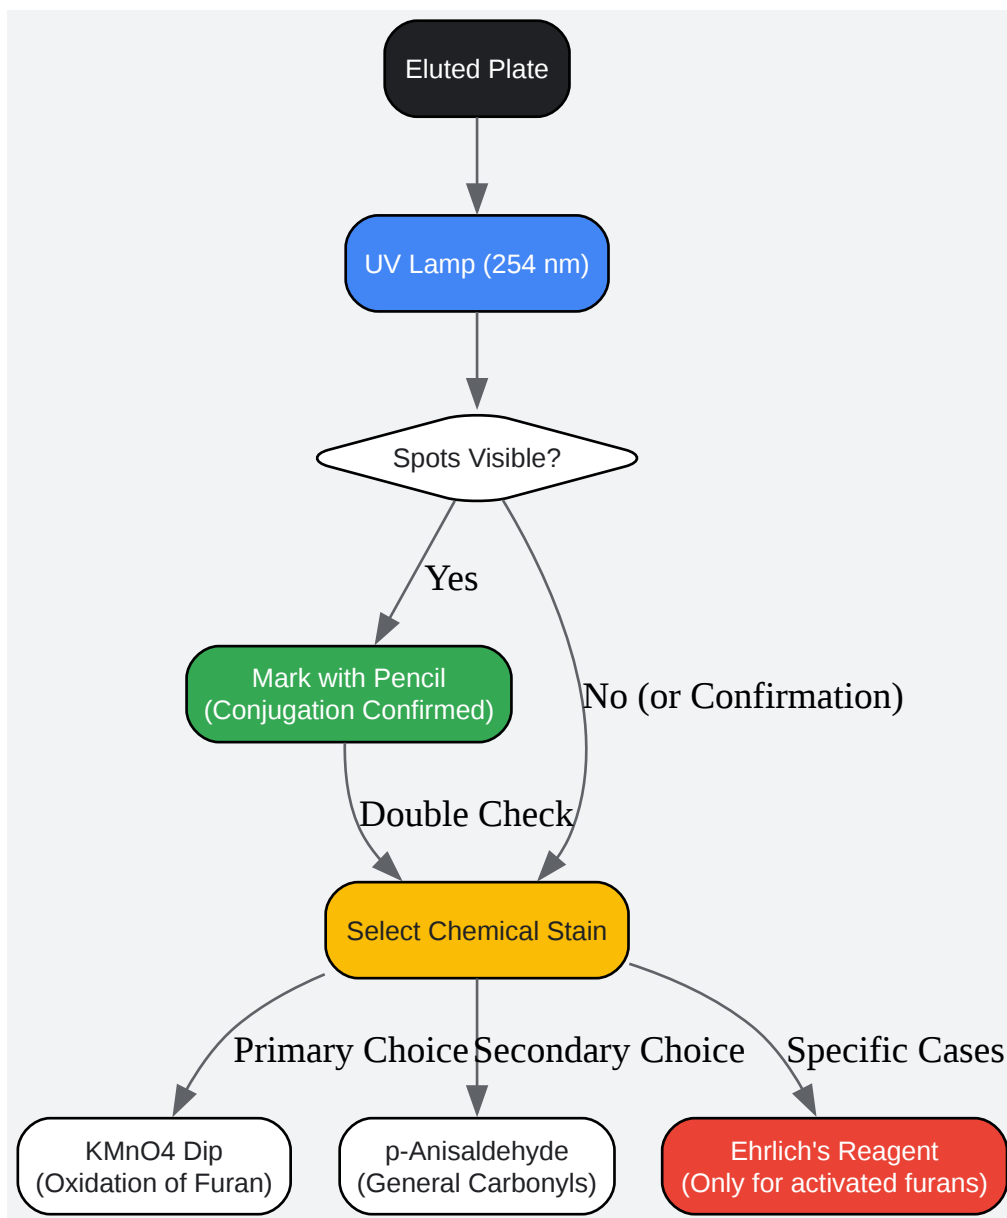 Eluted Plate
UV Lamp (254 nm)
Spots Visible?
Yes
Mark with Pencil
(Conjugation Confirmed)
No (or Confirmation)
Double Check
Select Chemical Stain
Primary Choice
Secondary Choice
Specific Cases
KMnO4 Dip
(Oxidation of Furan)
p-Anisaldehyde
(General Carbonyls)
Ehrlich's Reagent
(Only for activated furans)